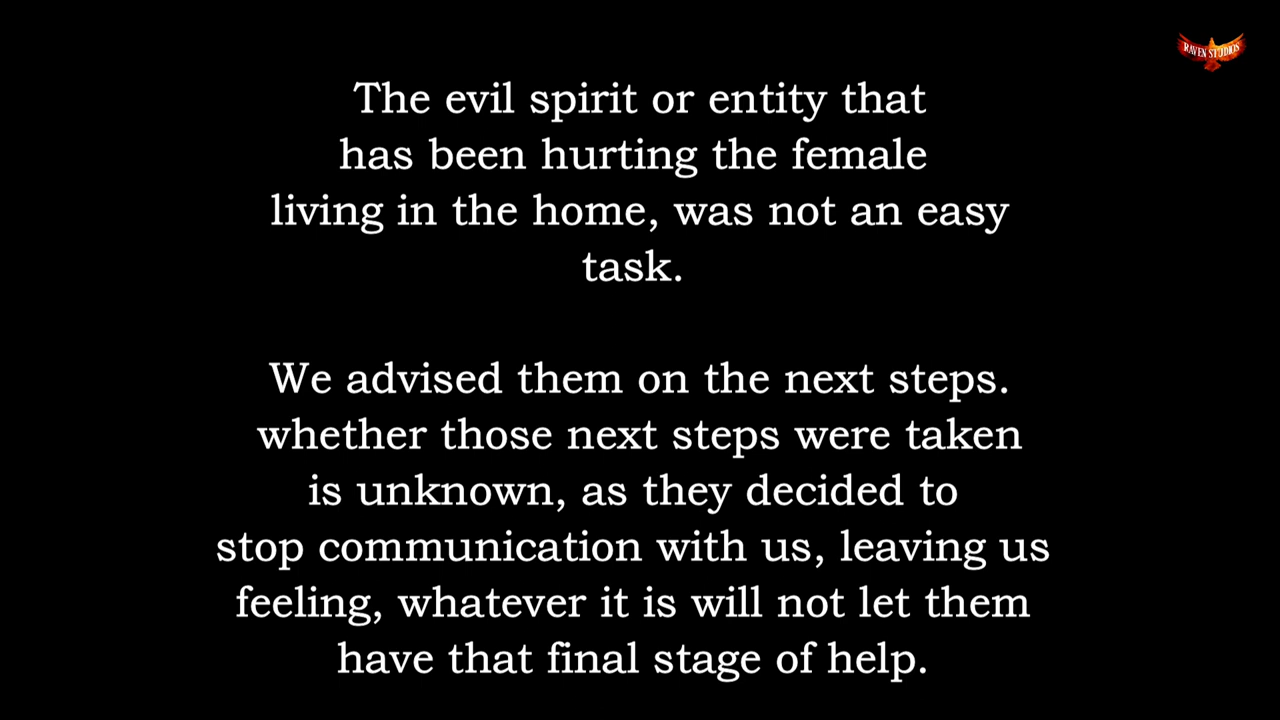 RAVEN STUDIOS
The evil spirit or entity that
has been hurting the female
living in the home, was not an easy
task.
We advised them on the next steps.
whether those next steps were taken
is unknown, as they decided to
stop communication with us, leaving us
feeling, whatever it is will not let them
have that final stage of help.